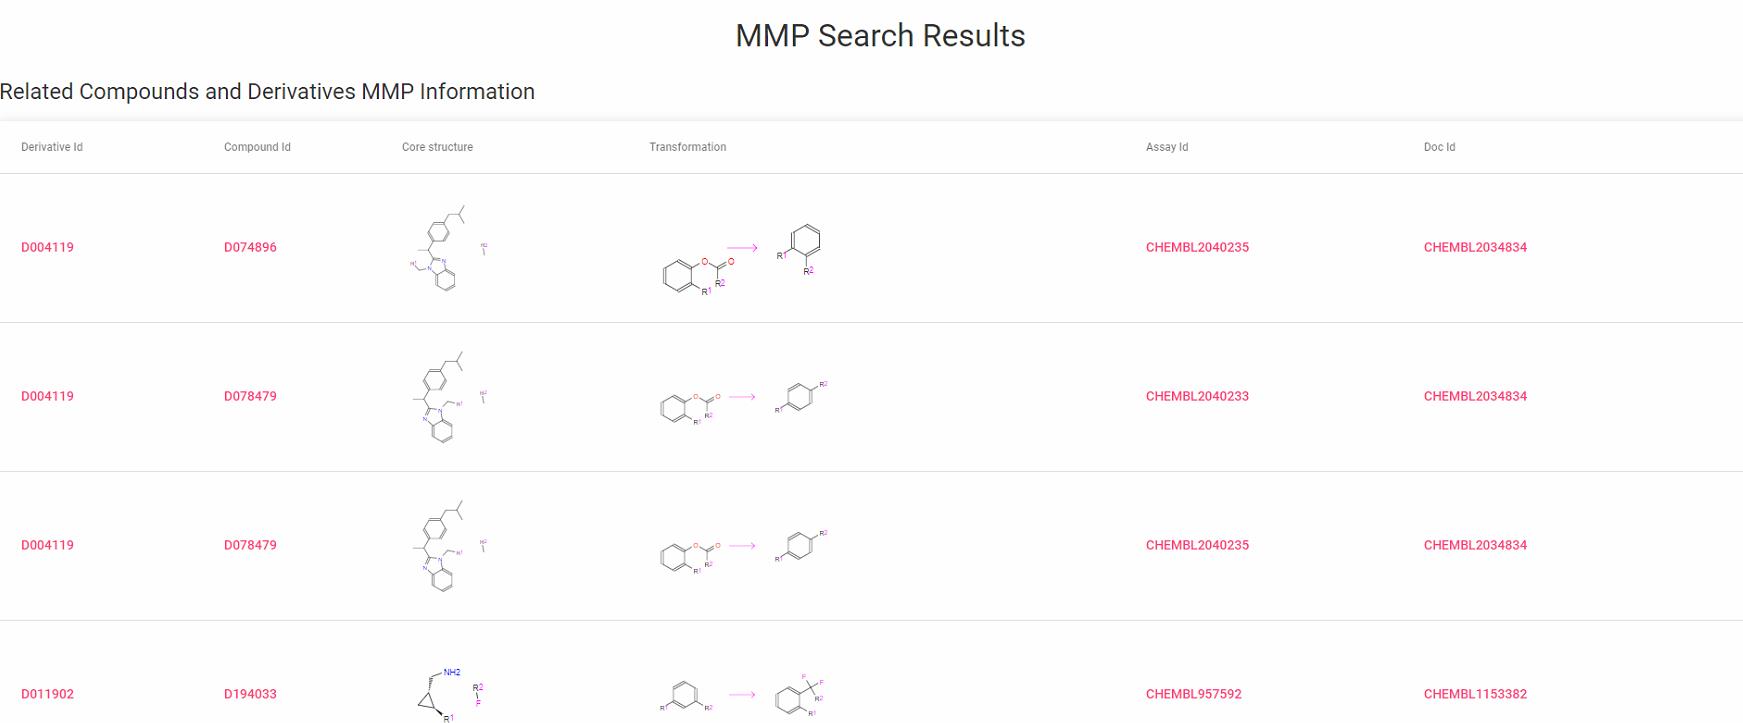 MMP Search Results
Related Compounds and Derivatives MMP Information
Derivative Id Compound Id Core structure Transformation Assay Id Doc Id
D004119 D074896 N N R1 R2 O O R2 R1 R1 R2 CHEMBL2040235 CHEMBL2034834
D004119 D078479 N N R1 R2 O O R2 R1 R2 R1 CHEMBL2040233 CHEMBL2034834
D004119 D078479 N N R1 R2 O O R2 R1 R2 R1 CHEMBL2040235 CHEMBL2034834
D011902 D194033 NH2 R1 R2 F R1 R2 F F R2 R1 CHEMBL957592 CHEMBL1153382